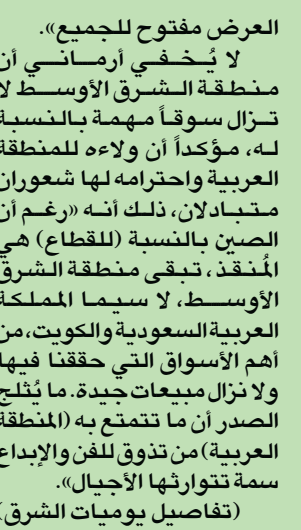 العرض مفتوح للجميع».
لا يُخفي أرماني أن
منطقة الشرق الأوسط لا
تزال سوقاً مهمة بالنسبة
له، مؤكداً أن ولاءه للمنطقة
العربية واحترامه لها شعوران
متبادلان، ذلك أنه «رغم أن
الصين بالنسبة (للقطاع) هي
المُنقذ، تبقى منطقة الشرق
الأوسط، لا سيما المملكة
العربية السعودية والكويت، من
أهم الأسواق التي حققنا فيها
ولا نزال مبيعات جيدة. ما يُثلج
الصدر أن ما تتمتع به (المنطقة
العربية) من تذوق للفن والإبداع
سمة تتوارثها الأجيال».
(تفاصيل يوميات الشرق)